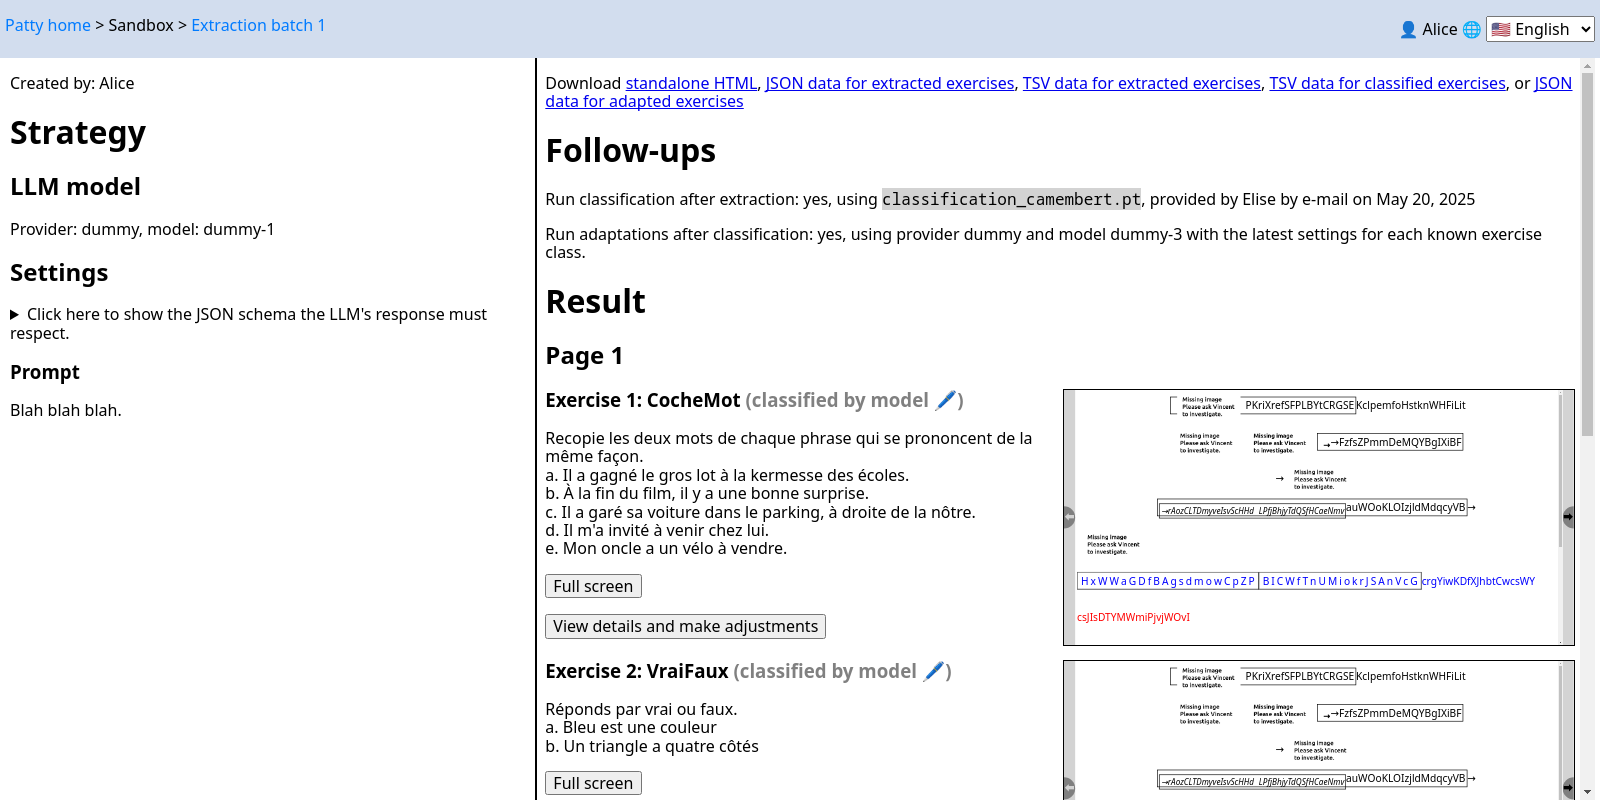 Patty home > Sandbox > Extraction batch 1
👤 Alice 🌐 🇺🇸 English
Created by: Alice
Strategy
LLM model
Provider: dummy, model: dummy-1
Settings
▶ Click here to show the JSON schema the LLM's response must
respect.
Prompt
Blah blah blah.
Download standalone HTML, JSON data for extracted exercises, TSV data for extracted exercises, TSV data for classified exercises, or JSON
data for adapted exercises
Follow-ups
Run classification after extraction: yes, using classification_camembert.pt, provided by Elise by e-mail on May 20, 2025
Run adaptations after classification: yes, using provider dummy and model dummy-3 with the latest settings for each known exercise
class.
Result
Page 1
Exercise 1: CocheMot (classified by model 🖊️)
Recopie les deux mots de chaque phrase qui se prononcent de la
même façon.
a. Il a gagné le gros lot à la kermesse des écoles.
b. À la fin du film, il y a une bonne surprise.
c. Il a garé sa voiture dans le parking, à droite de la nôtre.
d. Il m'a invité à venir chez lui.
e. Mon oncle a un vélo à vendre.
Full screen
View details and make adjustments
Missing image
Please ask Vincent
to investigate.
PKriXrefSFPLBYtCRGSEKclpemfoHstknWHFiLit
Missing image
Please ask Vincent
to investigate.
Missing image
Please ask Vincent
to investigate.
→→FzfsZPmmDeMQYBgIXiBF
→
Missing image
Please ask Vincent
to investigate.
auWOoKLOIzjldMdqcyVB→
Missing image
Please ask Vincent
to investigate.
HxWWaGDfBAgsdmowCpZPBICWfTnUMiokrJSAnVcGcrgYiwKDfXJhbtCwcsWY
csJIsDTYMWmiPjvjWOvI
Exercise 2: VraiFaux (classified by model 🖊️)
Réponds par vrai ou faux.
a. Bleu est une couleur
b. Un triangle a quatre côtés
Full screen
Missing image
Please ask Vincent
to investigate.
PKriXrefSFPLBYtCRGSEKclpemfoHstknWHFiLit
Missing image
Please ask Vincent
to investigate.
Missing image
Please ask Vincent
to investigate.
→→FzfsZPmmDeMQYBgIXiBF
→
Missing image
Please ask Vincent
to investigate.
auWOoKLOIzjldMdqcyVB→